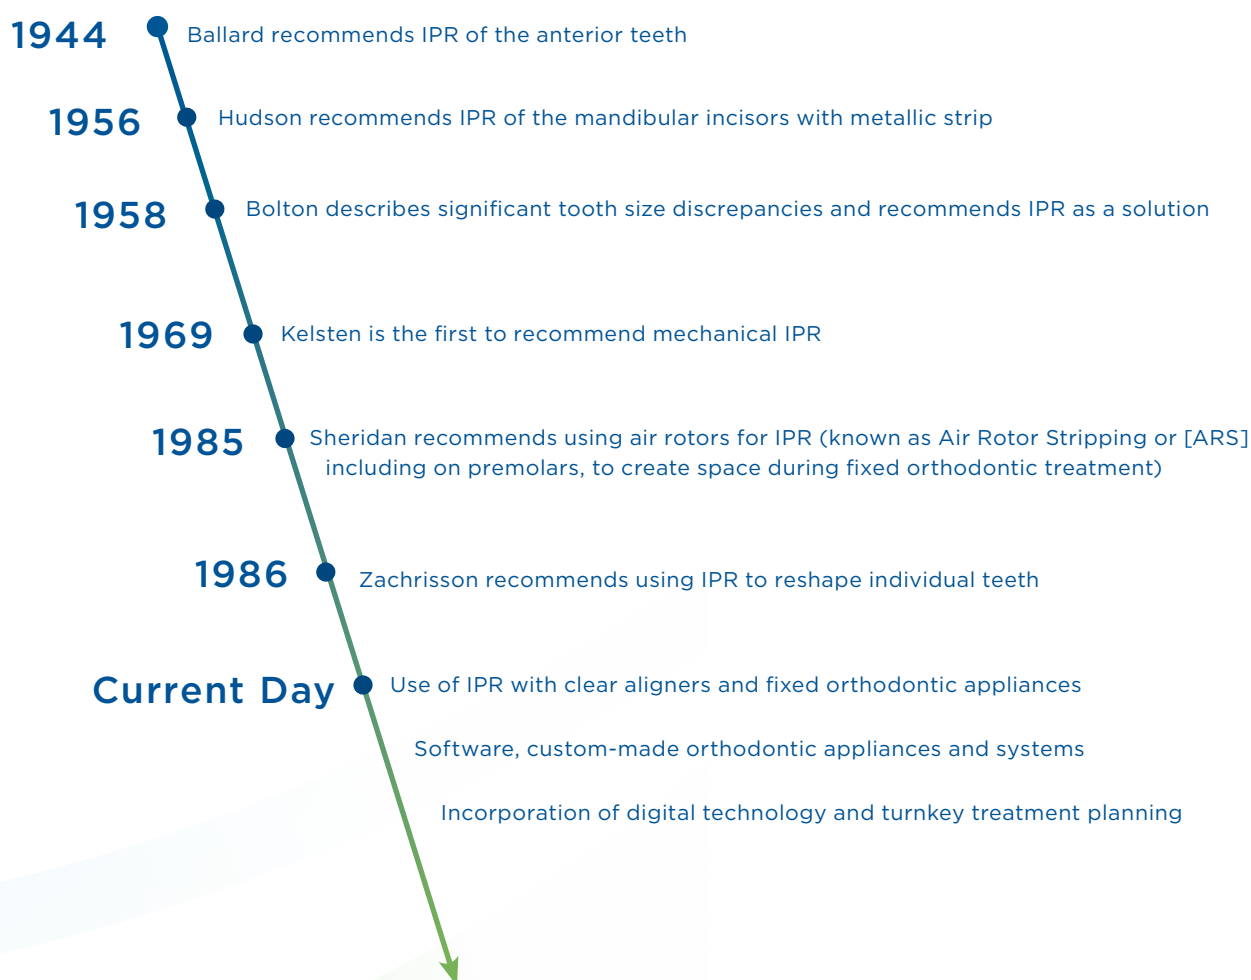 1944
Ballard recommends IPR of the anterior teeth
1956
Hudson recommends IPR of the mandibular incisors with metallic strip
1958
Bolton describes significant tooth size discrepancies and recommends IPR as a solution
1969
Kelsten is the first to recommend mechanical IPR
1985
Sheridan recommends using air rotors for IPR (known as Air Rotor Stripping or [ARS]
including on premolars, to create space during fixed orthodontic treatment)
1986
Zachrisson recommends using IPR to reshape individual teeth
Current Day
Use of IPR with clear aligners and fixed orthodontic appliances
Software, custom-made orthodontic appliances and systems
Incorporation of digital technology and turnkey treatment planning